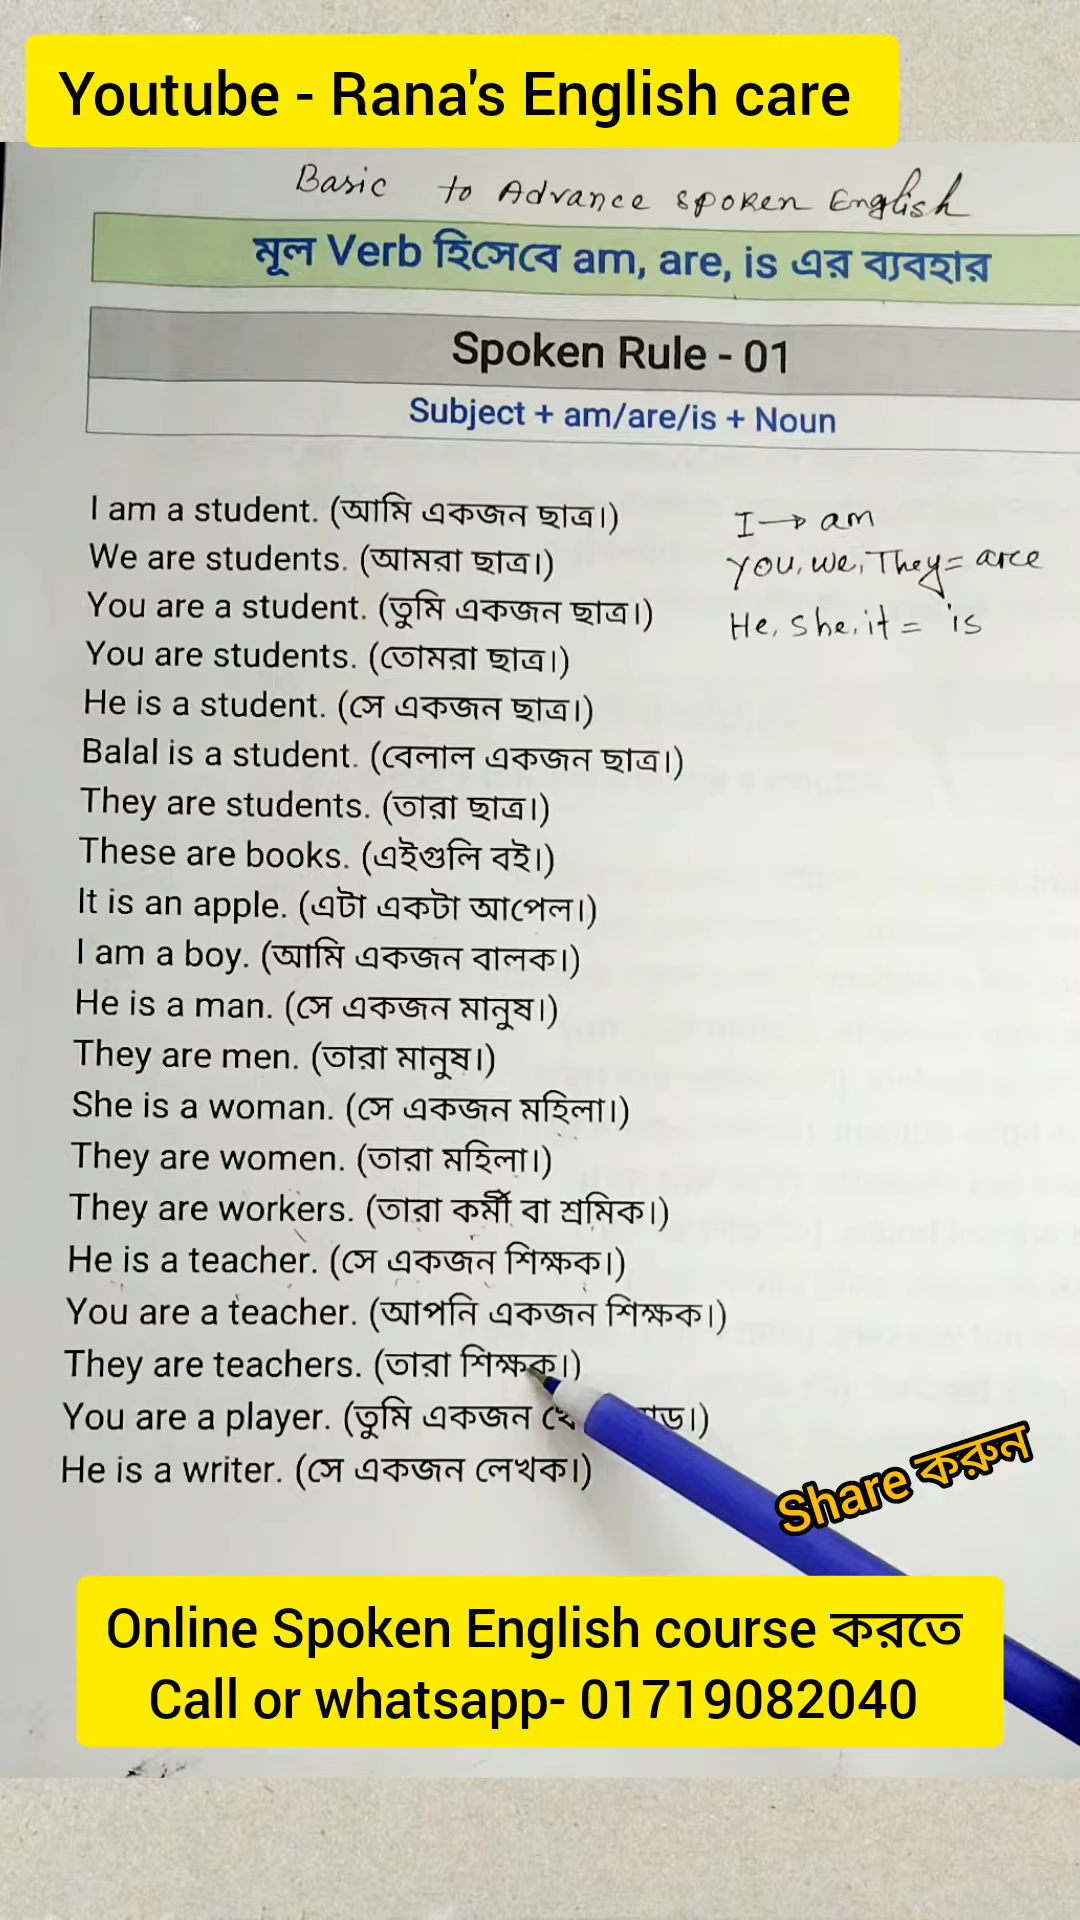 Youtube - Rana's English care
Basic to Advance spoken English
মূল Verb হিসেবে am, are, is এর ব্যবহার
Spoken Rule - 01
Subject + am/are/is + Noun
I am a student. (আমি একজন ছাত্র।)
I → am
We are students. (আমরা ছাত্র।)
You, we, They = are
You are a student. (তুমি একজন ছাত্র।)
He, she, it = is
You are students. (তোমরা ছাত্র।)
He is a student. (সে একজন ছাত্র।)
Balal is a student. (বেলাল একজন ছাত্র।)
They are students. (তারা ছাত্র।)
These are books. (এইগুলি বই।)
It is an apple. (এটা একটা আপেল।)
I am a boy. (আমি একজন বালক।)
He is a man. (সে একজন মানুষ।)
They are men. (তারা মানুষ।)
She is a woman. (সে একজন মহিলা।)
They are women. (তারা মহিলা।)
They are workers. (তারা কর্মী বা শ্রমিক।)
He is a teacher. (সে একজন শিক্ষক।)
You are a teacher. (আপনি একজন শিক্ষক।)
They are teachers. (তারা শিক্ষক।)
You are a player. (তুমি একজন
He is a writer. (সে একজন লেখক।)
Share করুন
Online Spoken English course করতে
Call or whatsapp- 01719082040